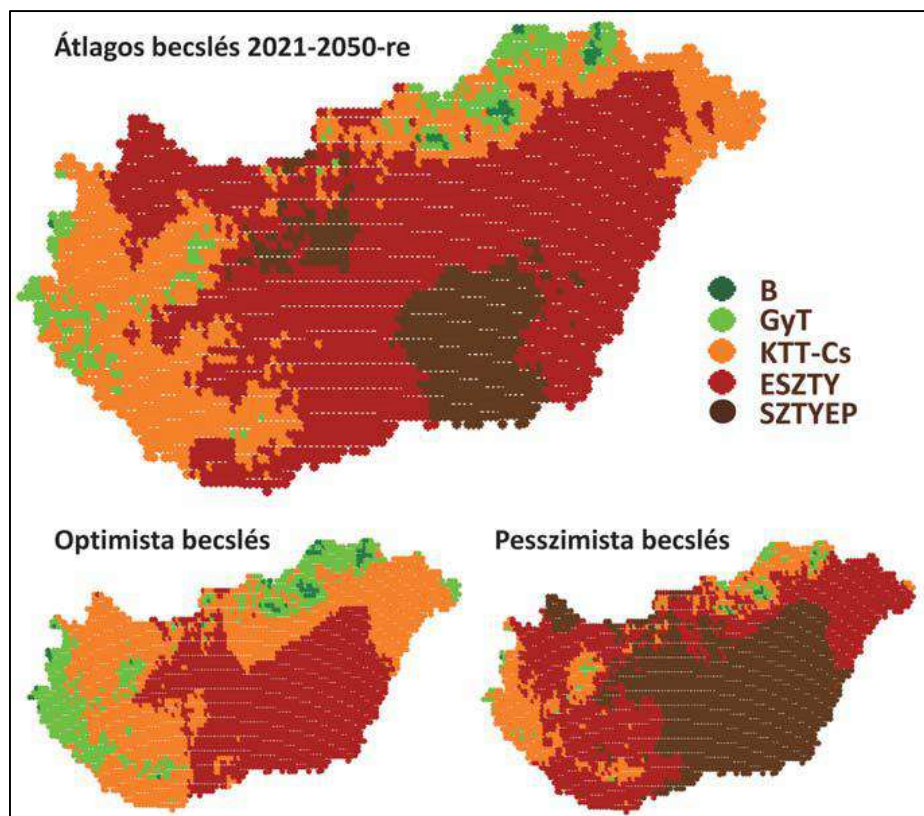 Átlagos becslés 2021-2050-re
B
GyT
KTT-Cs
ESZTY
SZTYEP
Optimista becslés
Pesszimista becslés